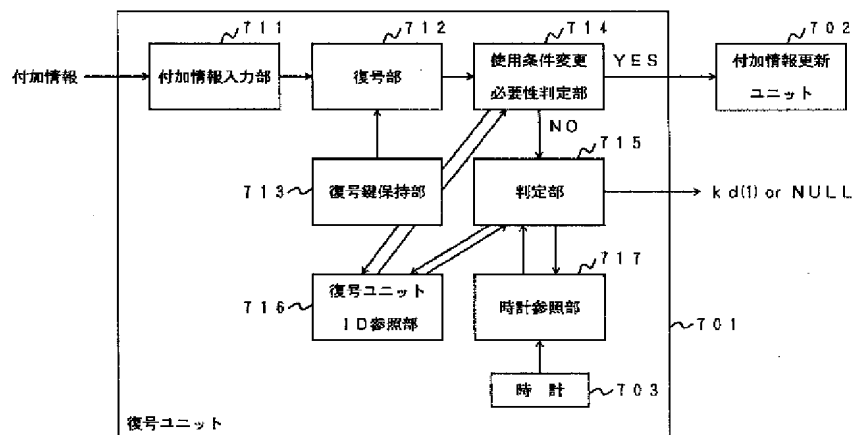 711
712
714
702
付加情報
付加情報入力部
復号部
使用条件変更
必要性判定部
YES
付加情報更新
ユニット
NO
715
713
復号鍵保持部
判定部
kd(1) or NULL
717
716
復号ユニット
ID参照部
時計参照部
701
時 計
703
復号ユニット